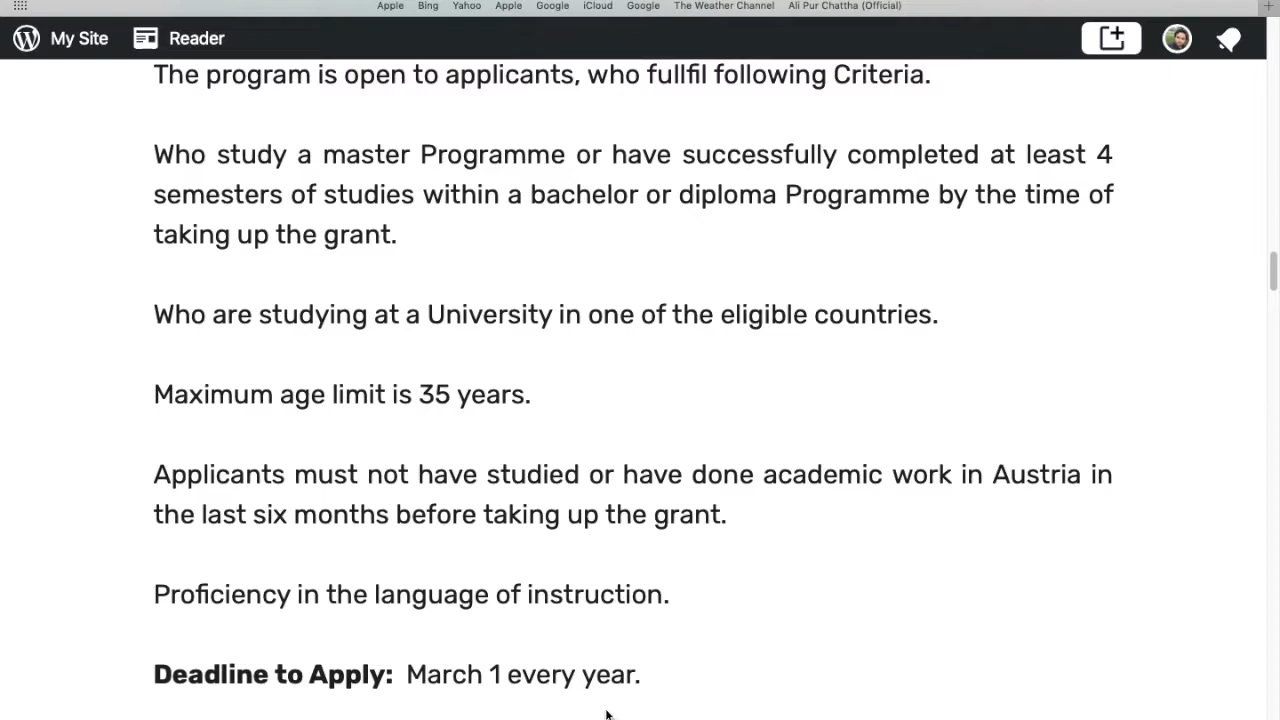 Apple Bing Yahoo Apple Google iCloud Google The Weather Channel Ali Pur Chattha (Official)
My Site Reader
The program is open to applicants, who fullfil following Criteria.
Who study a master Programme or have successfully completed at least 4
semesters of studies within a bachelor or diploma Programme by the time of
taking up the grant.
Who are studying at a University in one of the eligible countries.
Maximum age limit is 35 years.
Applicants must not have studied or have done academic work in Austria in
the last six months before taking up the grant.
Proficiency in the language of instruction.
Deadline to Apply: March 1 every year.